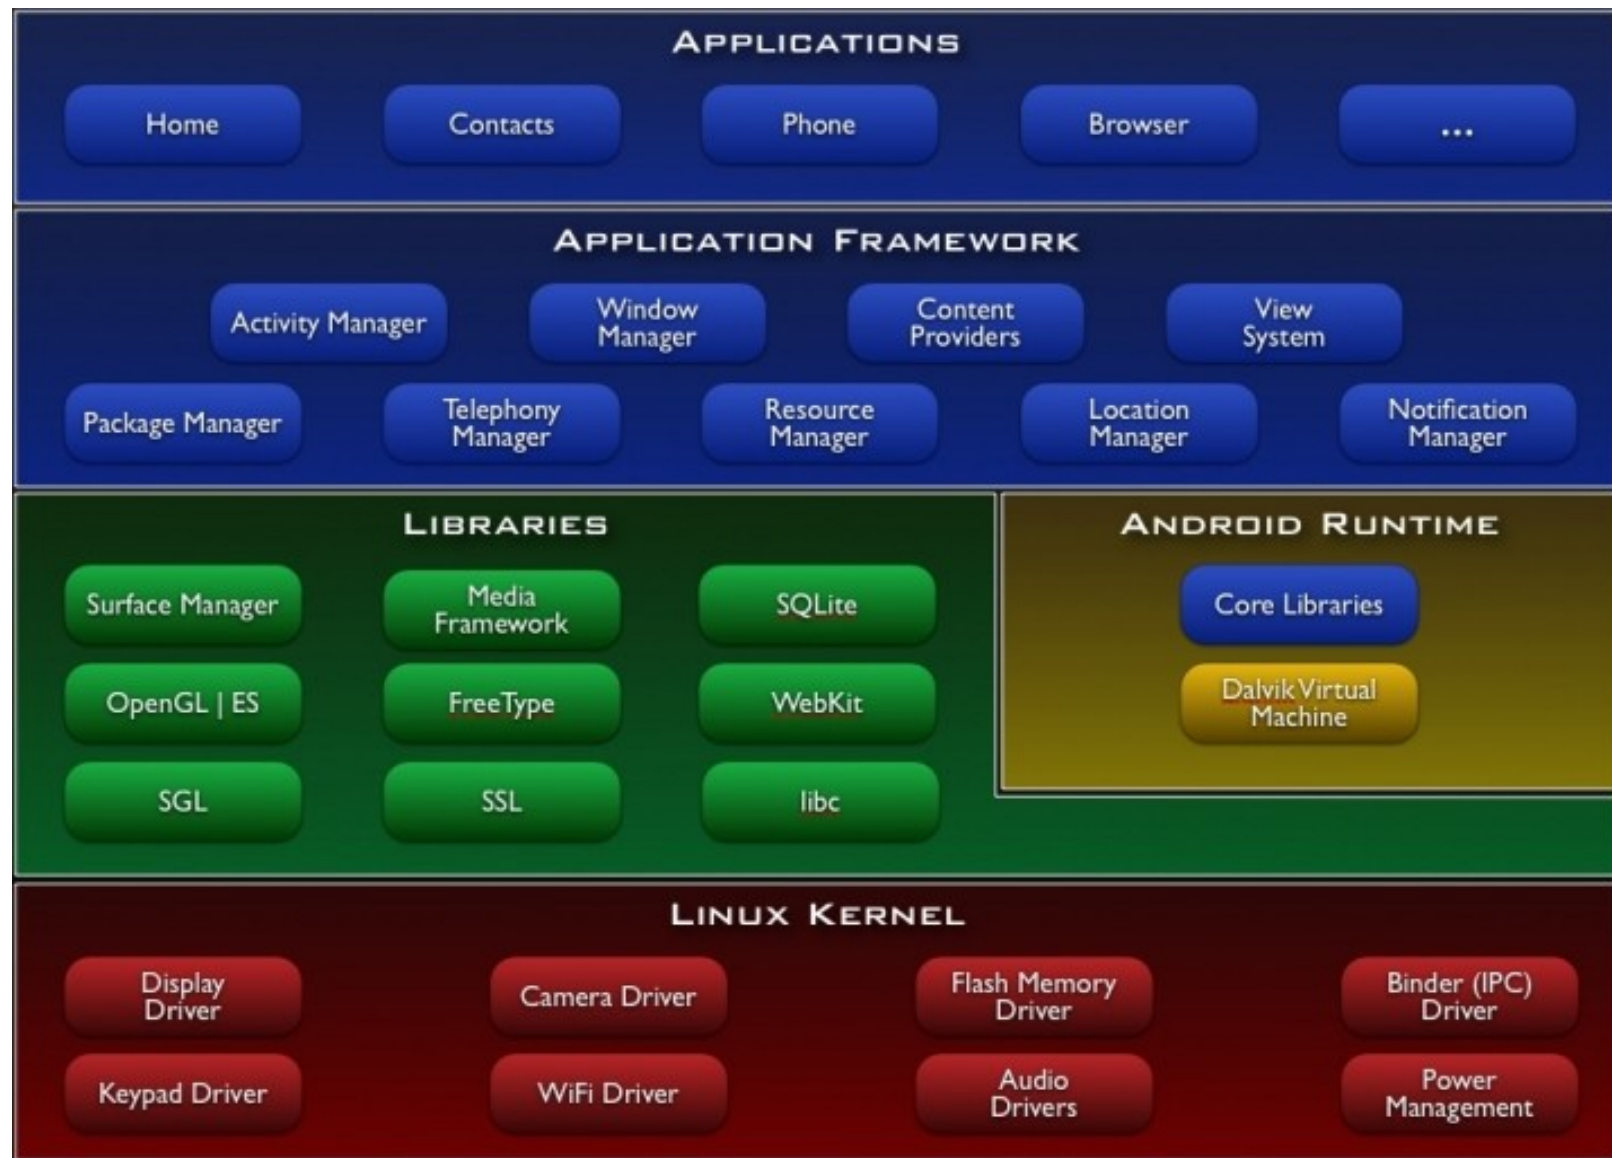 APPLICATIONS
Home
Contacts
Phone
Browser
...
APPLICATION FRAMEWORK
Activity Manager
Window
Manager
Content
Providers
View
System
Package Manager
Telephony
Manager
Resource
Manager
Location
Manager
Notification
Manager
LIBRARIES
Surface Manager
Media
Framework
SQLite
OpenGL | ES
FreeType
WebKit
SGL
SSL
libc
ANDROID RUNTIME
Core Libraries
Dalvik Virtual
Machine
LINUX KERNEL
Display
Driver
Camera Driver
Flash Memory
Driver
Binder (IPC)
Driver
Keypad Driver
WiFi Driver
Audio
Drivers
Power
Management